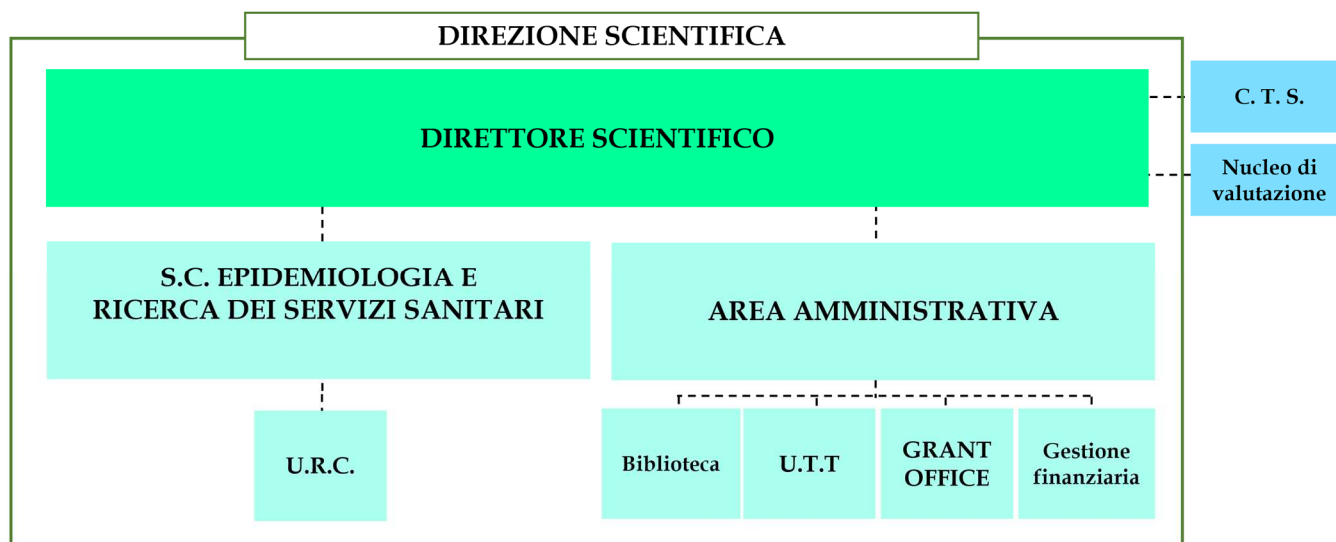 DIREZIONE SCIENTIFICA
DIRETTORE SCIENTIFICO
C. T. S.
Nucleo di
valutazione
S.C. EPIDEMIOLOGIA E
RICERCA DEI SERVIZI SANITARI
AREA AMMINISTRATIVA
U.R.C.
Biblioteca
U.T.T
GRANT
OFFICE
Gestione
finanziaria